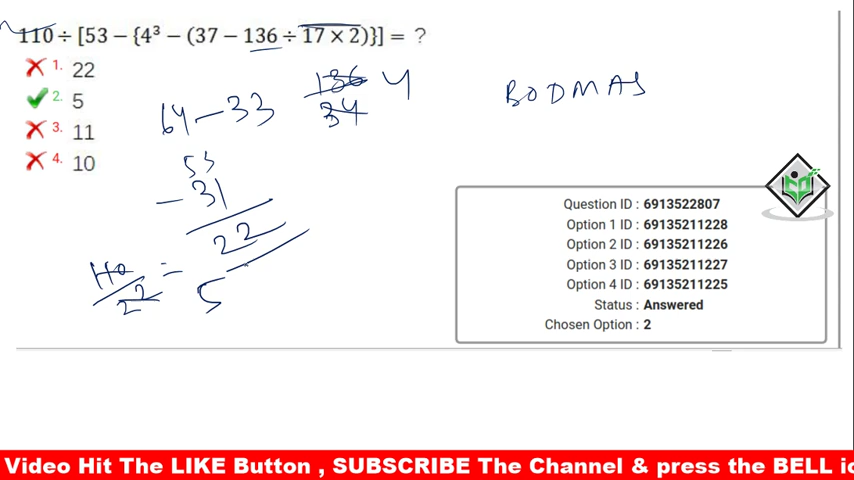 110 ÷ [53 − {4³ − (37 − 136 ÷ 17 × 2)}] = ?
1. 22
2. 5
3. 11
4. 10
64 − 33
136
34
4
BODMAS
53
− 31
22
110
22
=
5
Question ID : 6913522807
Option 1 ID : 69135211228
Option 2 ID : 69135211226
Option 3 ID : 69135211227
Option 4 ID : 69135211225
Status : Answered
Chosen Option : 2
Video Hit The LIKE Button , SUBSCRIBE The Channel & press the BELL ic